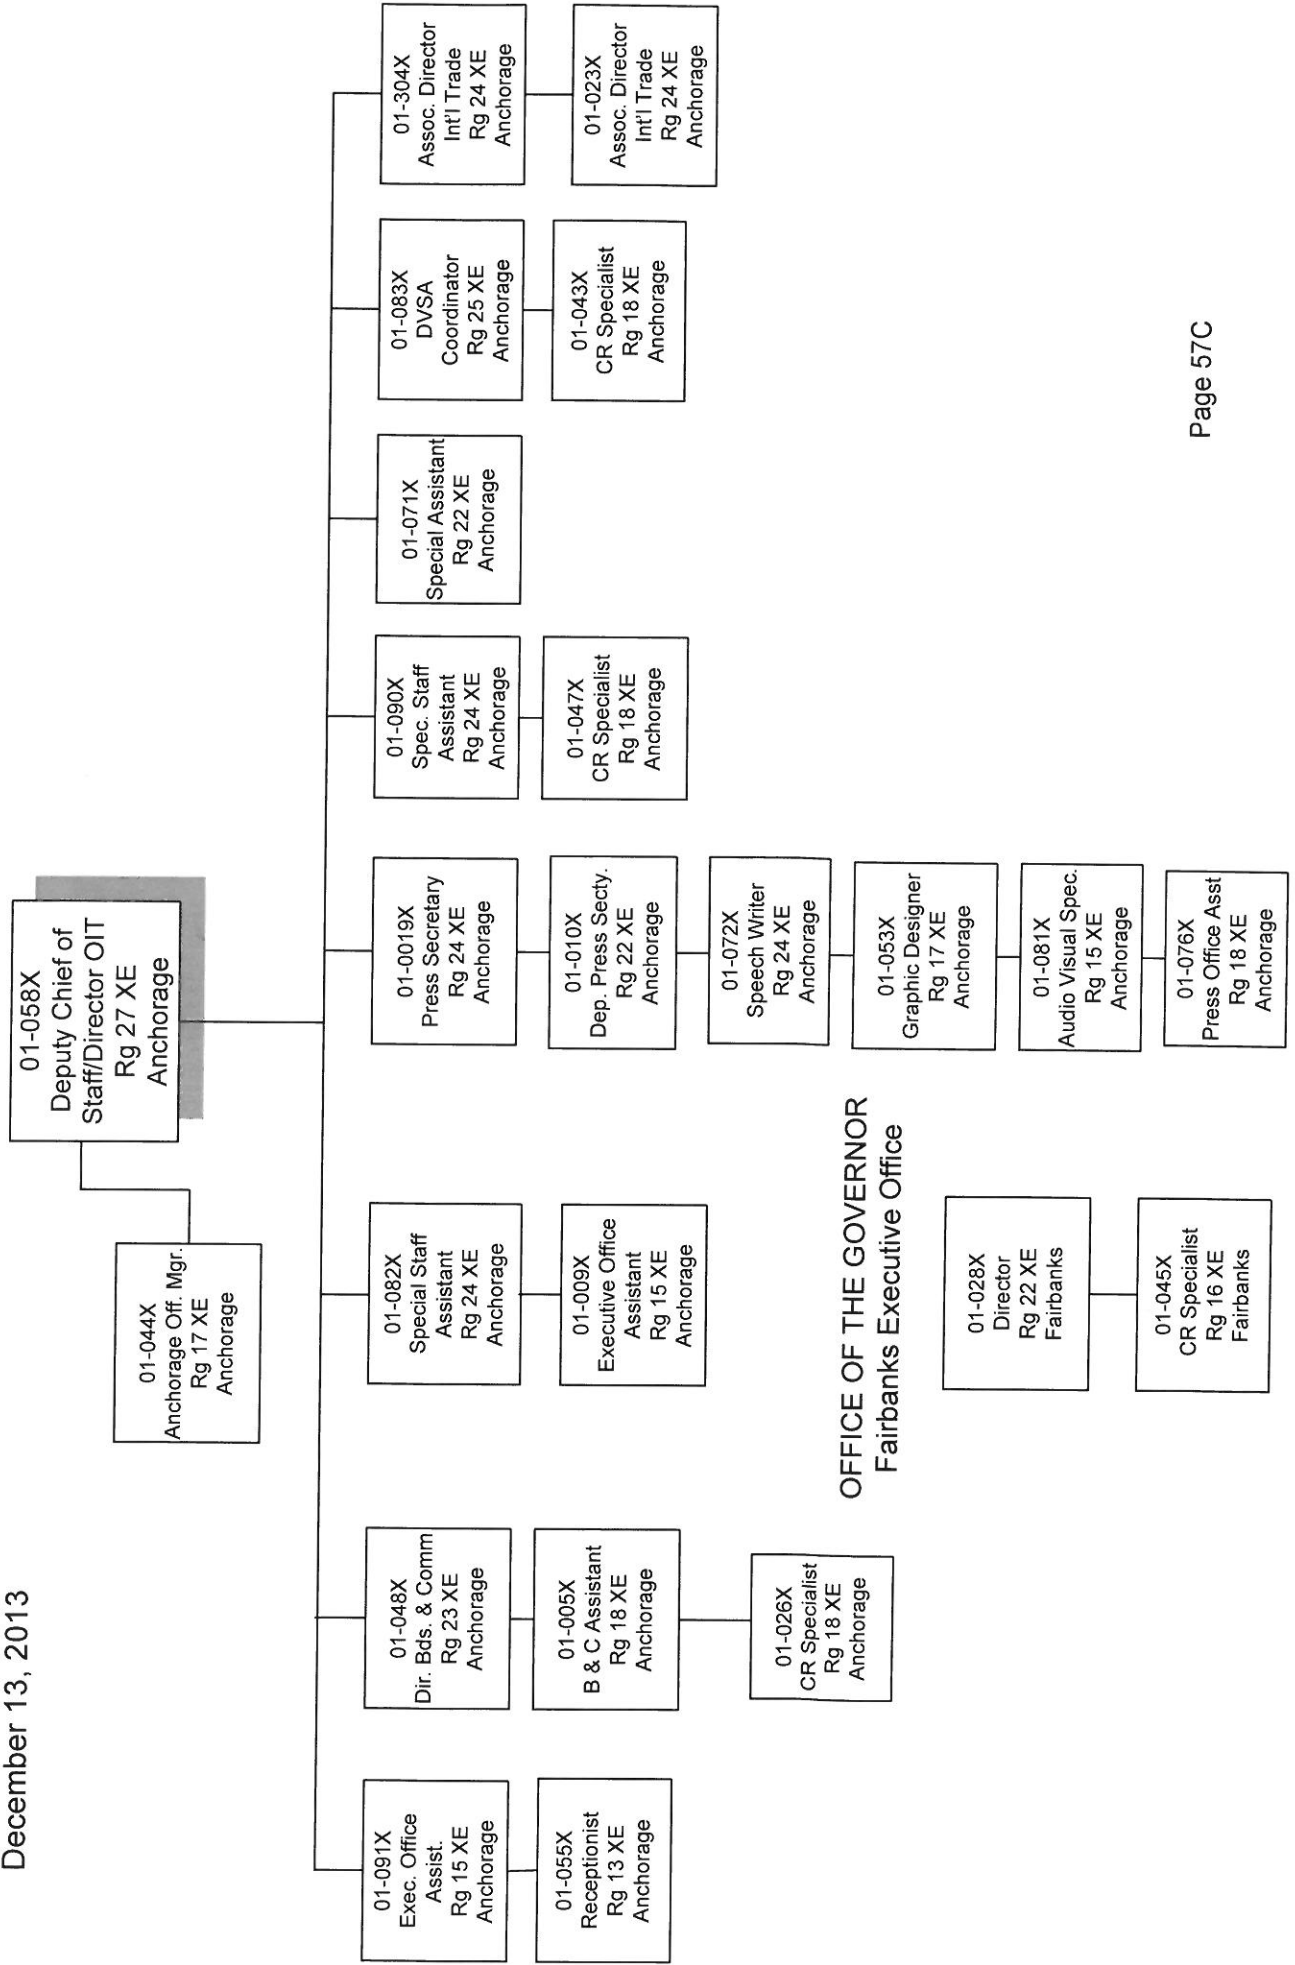 December 13, 2013
01-058X
Deputy Chief of
Staff/Director OIT
Rg 27 XE
Anchorage
01-044X
Anchorage Off. Mgr.
Rg 17 XE
Anchorage
01-091X
Exec. Office
Assist.
Rg 15 XE
Anchorage
01-055X
Receptionist
Rg 13 XE
Anchorage
01-048X
Dir. Bds. & Comm
Rg 23 XE
Anchorage
01-005X
B & C Assistant
Rg 18 XE
Anchorage
01-026X
CR Specialist
Rg 18 XE
Anchorage
01-082X
Special Staff
Assistant
Rg 24 XE
Anchorage
01-009X
Executive Office
Assistant
Rg 15 XE
Anchorage
01-0019X
Press Secretary
Rg 24 XE
Anchorage
01-010X
Dep. Press Secty.
Rg 22 XE
Anchorage
01-072X
Speech Writer
Rg 24 XE
Anchorage
01-053X
Graphic Designer
Rg 17 XE
Anchorage
01-081X
Audio Visual Spec.
Rg 15 XE
Anchorage
01-076X
Press Office Asst
Rg 18 XE
Anchorage
01-090X
Spec. Staff
Assistant
Rg 24 XE
Anchorage
01-047X
CR Specialist
Rg 18 XE
Anchorage
01-071X
Special Assistant
Rg 22 XE
Anchorage
01-083X
DVSA
Coordinator
Rg 25 XE
Anchorage
01-043X
CR Specialist
Rg 18 XE
Anchorage
01-304X
Assoc. Director
Int'l Trade
Rg 24 XE
Anchorage
01-023X
Assoc. Director
Int'l Trade
Rg 24 XE
Anchorage
OFFICE OF THE GOVERNOR
Fairbanks Executive Office
01-028X
Director
Rg 22 XE
Fairbanks
01-045X
CR Specialist
Rg 16 XE
Fairbanks
Page 57C